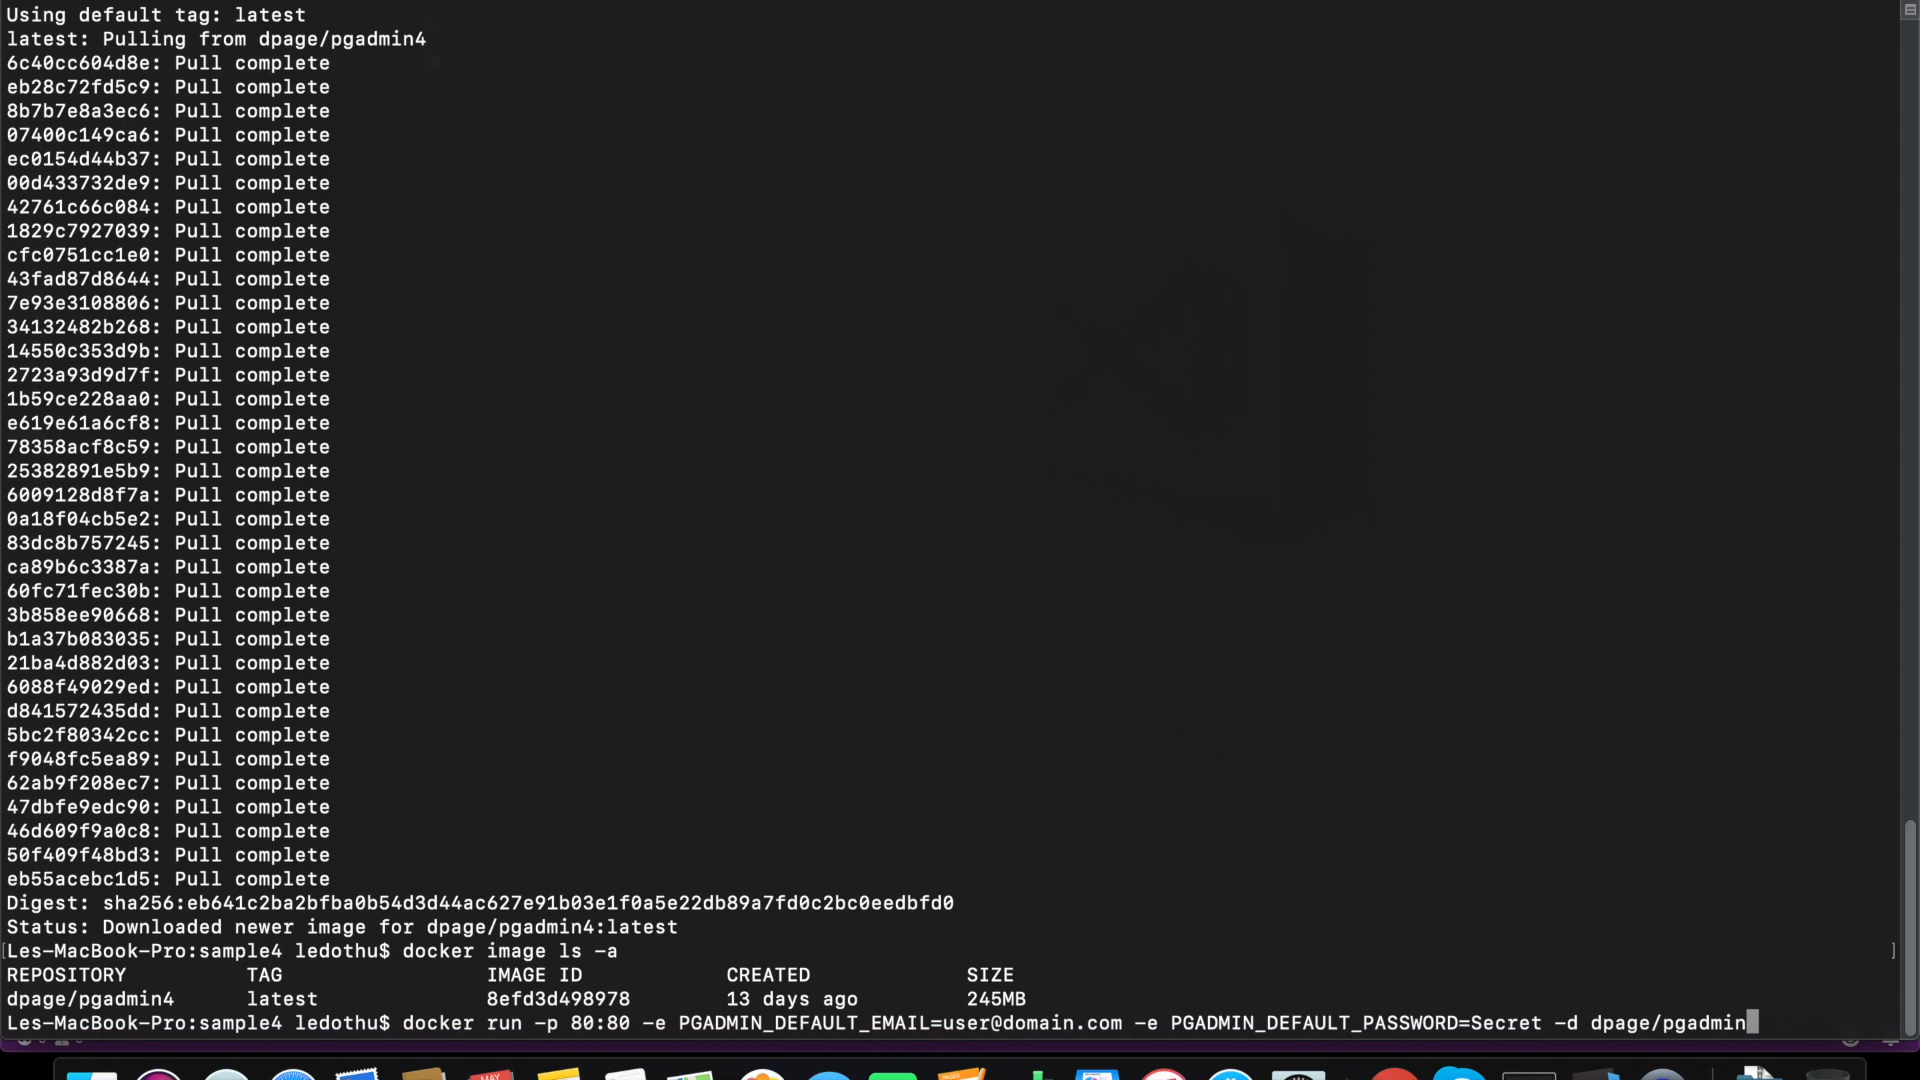 Using default tag: latest
latest: Pulling from dpage/pgadmin4
6c40cc604d8e: Pull complete
eb28c72fd5c9: Pull complete
8b7b7e8a3ec6: Pull complete
07400c149ca6: Pull complete
ec0154d44b37: Pull complete
00d433732de9: Pull complete
42761c66c084: Pull complete
1829c7927039: Pull complete
cfc0751cc1e0: Pull complete
43fad87d8644: Pull complete
7e93e3108806: Pull complete
34132482b268: Pull complete
14550c353d9b: Pull complete
2723a93d9d7f: Pull complete
1b59ce228aa0: Pull complete
e619e61a6cf8: Pull complete
78358acf8c59: Pull complete
25382891e5b9: Pull complete
6009128d8f7a: Pull complete
0a18f04cb5e2: Pull complete
83dc8b757245: Pull complete
ca89b6c3387a: Pull complete
60fc71fec30b: Pull complete
3b858ee90668: Pull complete
b1a37b083035: Pull complete
21ba4d882d03: Pull complete
6088f49029ed: Pull complete
d841572435dd: Pull complete
5bc2f80342cc: Pull complete
f9048fc5ea89: Pull complete
62ab9f208ec7: Pull complete
47dbfe9edc90: Pull complete
46d609f9a0c8: Pull complete
50f409f48bd3: Pull complete
eb55acebc1d5: Pull complete
Digest: sha256:eb641c2ba2bfba0b54d3d44ac627e91b03e1f0a5e22db89a7fd0c2bc0eedbfd0
Status: Downloaded newer image for dpage/pgadmin4:latest
[Les-MacBook-Pro:sample4 ledothu$ docker image ls -a ]
REPOSITORY TAG IMAGE ID CREATED SIZE
dpage/pgadmin4 latest 8efd3d498978 13 days ago 245MB
Les-MacBook-Pro:sample4 ledothu$ docker run -p 80:80 -e PGADMIN_DEFAULT_EMAIL=user@domain.com -e PGADMIN_DEFAULT_PASSWORD=Secret -d dpage/pgadmin
MAY
PAGES